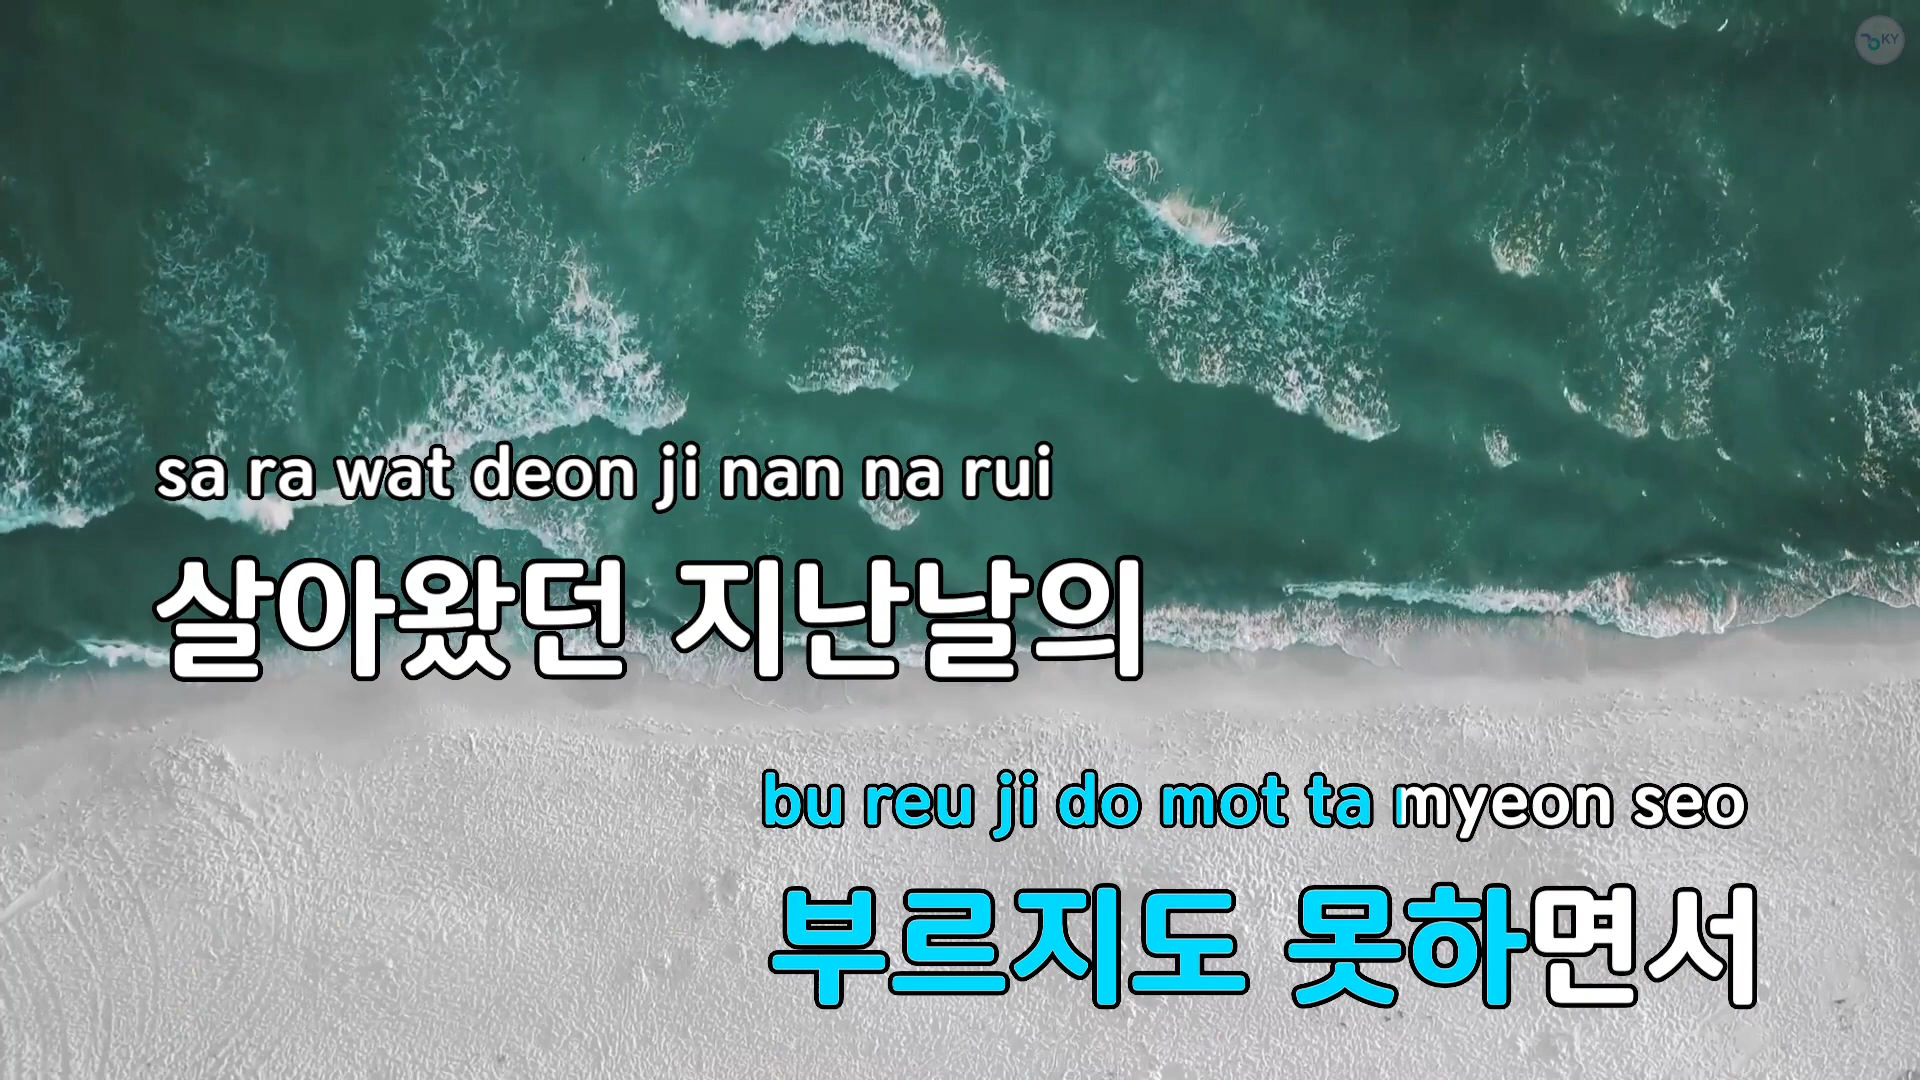 KY
sa ra wat deon ji nan na rui
살아왔던 지난날의
bu reu ji do mot ta myeon seo
부르지도 못하면서